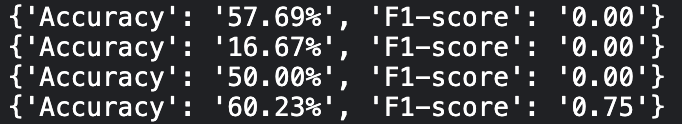 {'Accuracy': '57.69%', 'F1-score': '0.00'}
{'Accuracy': '16.67%', 'F1-score': '0.00'}
{'Accuracy': '50.00%', 'F1-score': '0.00'}
{'Accuracy': '60.23%', 'F1-score': '0.75'}